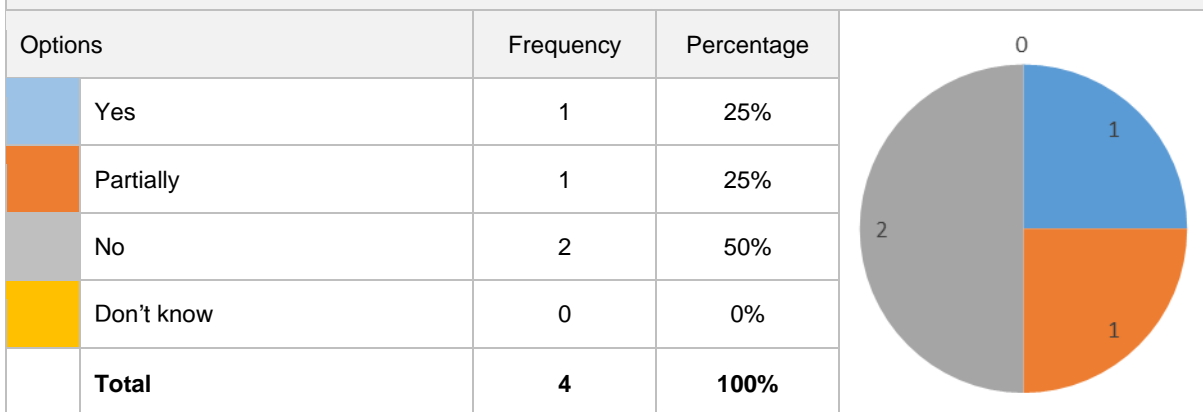 Options Frequency Percentage
Yes 1 25%
Partially 1 25%
No 2 50%
Don’t know 0 0%
Total 4 100%
0
1
2
1